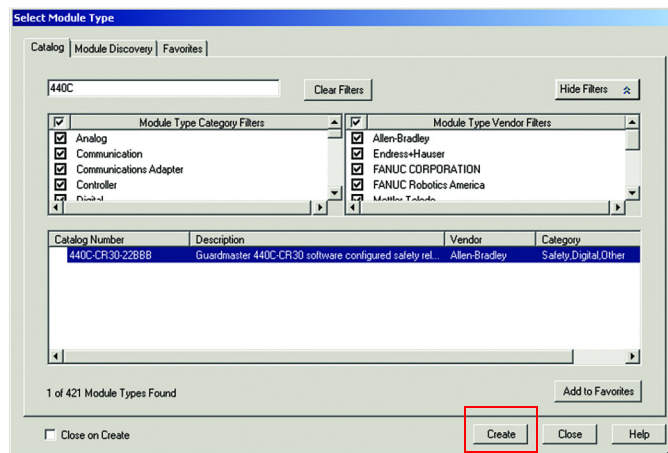 Select Module Type
Catalog Module Discovery Favorites
440C Clear Filters Hide Filters
Module Type Category Filters Module Type Vendor Filters
Analog Allen-Bradley
Communication Endress+Hauser
Communications Adapter FANUC CORPORATION
Controller FANUC Robotics America
Digital Mettler Toledo
Catalog Number Description Vendor Category
440C-CR30-22BBB Guardmaster 440C-CR30 software configured safety rel... Allen-Bradley Safety,Digital,Other
1 of 421 Module Types Found Add to Favorites
Close on Create Create Close Help